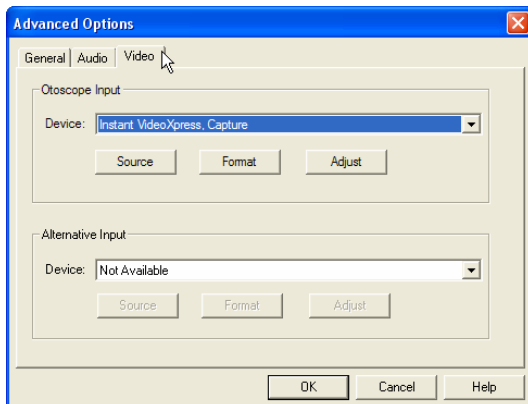 Advanced Options
General Audio Video
Otoscope Input
Device: Instant VideoXpress, Capture
Source Format Adjust
Alternative Input
Device: Not Available
Source Format Adjust
OK Cancel Help